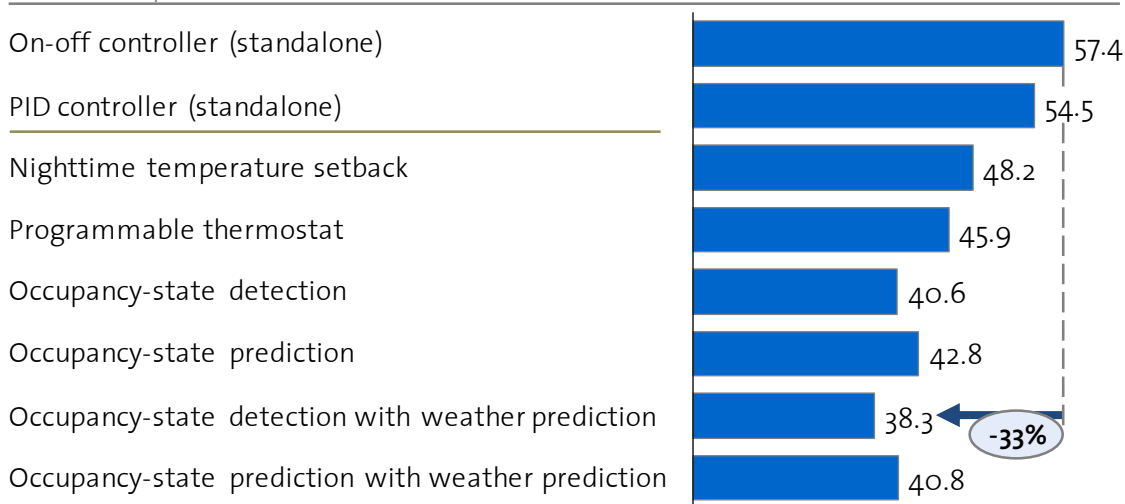 On-off controller (standalone) 57.4
PID controller (standalone) 54.5
Nighttime temperature setback 48.2
Programmable thermostat 45.9
Occupancy-state detection 40.6
Occupancy-state prediction 42.8
Occupancy-state detection with weather prediction 38.3 -33%
Occupancy-state prediction with weather prediction 40.8